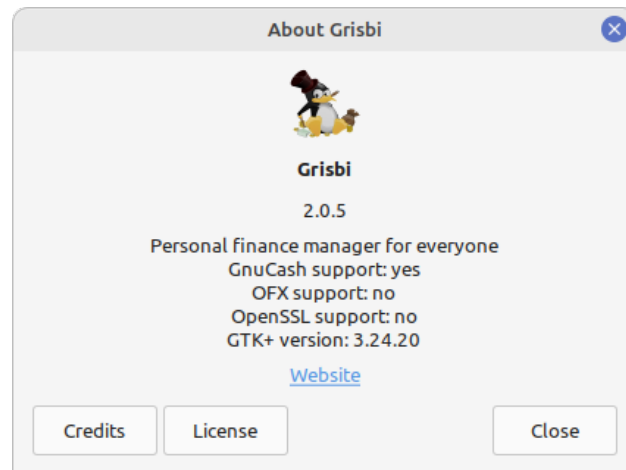 About Grisbi
Grisbi
2.0.5
Personal finance manager for everyone
GnuCash support: yes
OFX support: no
OpenSSL support: no
GTK+ version: 3.24.20
Website
Credits
License
Close